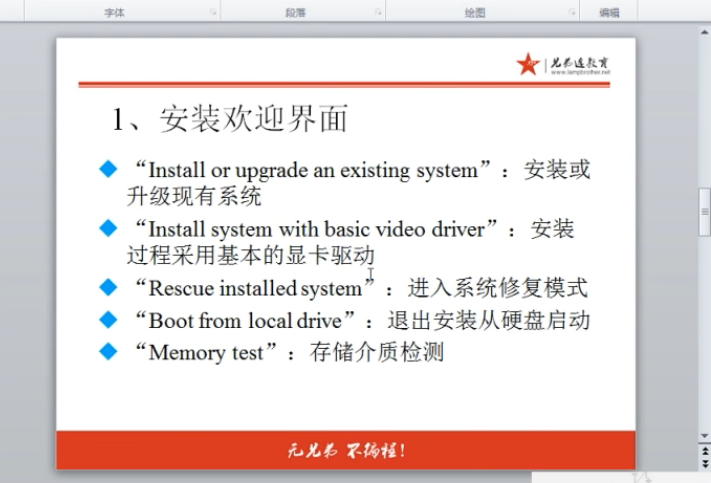 字体 段落 绘图 编辑
兄弟连教育
www.lampbrother.net
1、安装欢迎界面
“Install or upgrade an existing system”：安装或
升级现有系统
“Install system with basic video driver”：安装
过程采用基本的显卡驱动
“Rescue installed system”：进入系统修复模式
“Boot from local drive”：退出安装从硬盘启动
“Memory test”：存储介质检测
无兄弟 不编程！